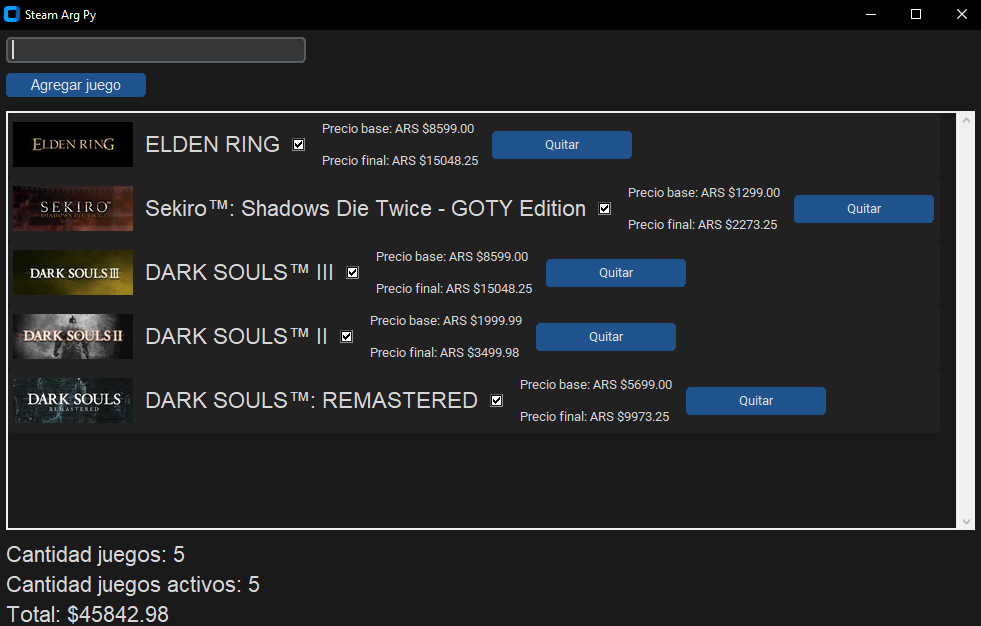 Steam Arg Py
Agregar juego
ELDEN RING
ELDEN RING
Precio base: ARS $8599.00
Precio final: ARS $15048.25
Quitar
SEKIRO™
SHADOWS DIE TWICE
Sekiro™: Shadows Die Twice - GOTY Edition
Precio base: ARS $1299.00
Precio final: ARS $2273.25
Quitar
DARK SOULS III
DARK SOULS™ III
Precio base: ARS $8599.00
Precio final: ARS $15048.25
Quitar
DARK SOULS II
DARK SOULS™ II
Precio base: ARS $1999.99
Precio final: ARS $3499.98
Quitar
DARK SOULS
REMASTERED
DARK SOULS™: REMASTERED
Precio base: ARS $5699.00
Precio final: ARS $9973.25
Quitar
Cantidad juegos: 5
Cantidad juegos activos: 5
Total: $45842.98